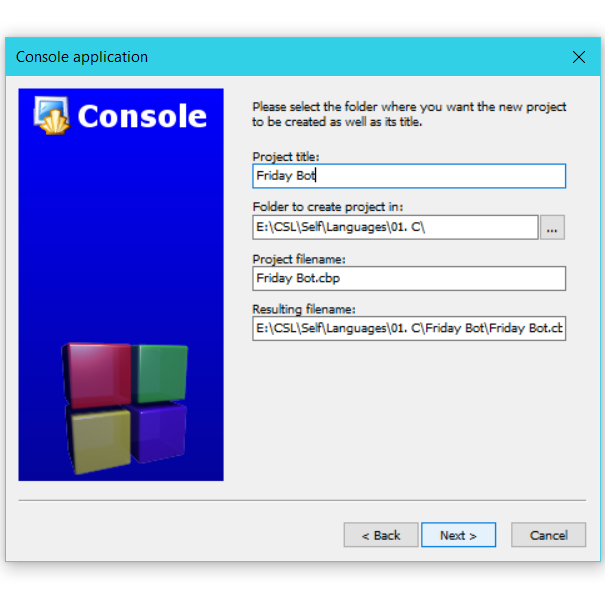 Console application
Console
Please select the folder where you want the new project
to be created as well as its title.
Project title:
Friday Bot
Folder to create project in:
E:\CSL\Self\Languages\01. C\
...
Project filename:
Friday Bot.cbp
Resulting filename:
E:\CSL\Self\Languages\01. C\Friday Bot\Friday Bot.cb
< Back
Next >
Cancel